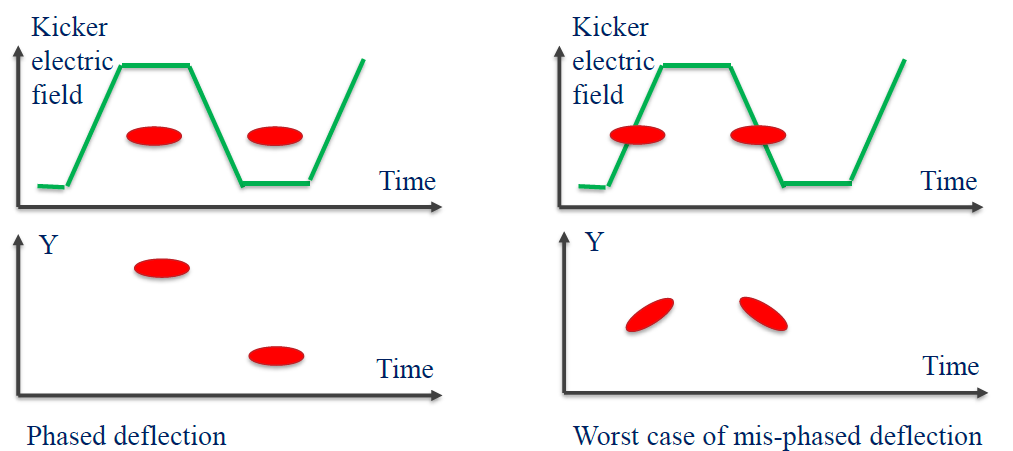 Kicker
electric
field
Time
Y
Time
Phased deflection
Kicker
electric
field
Time
Y
Time
Worst case of mis-phased deflection